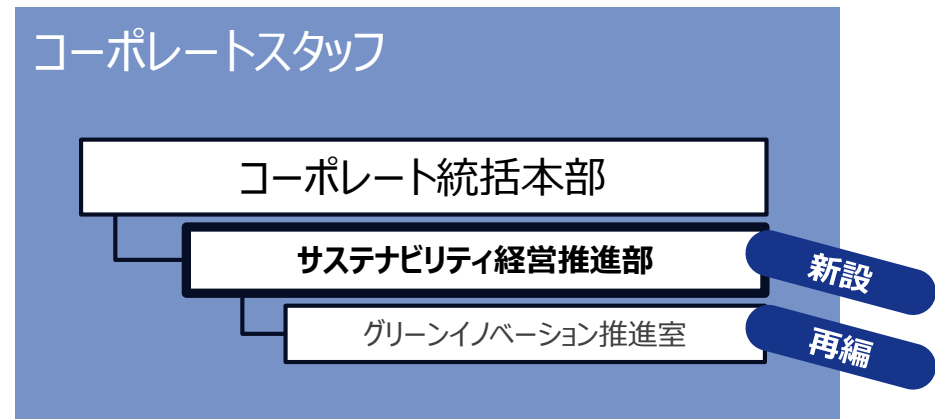 コーポレートスタッフ
コーポレート統括本部
サステナビリティ経営推進部
新設
グリーンイノベーション推進室
再編